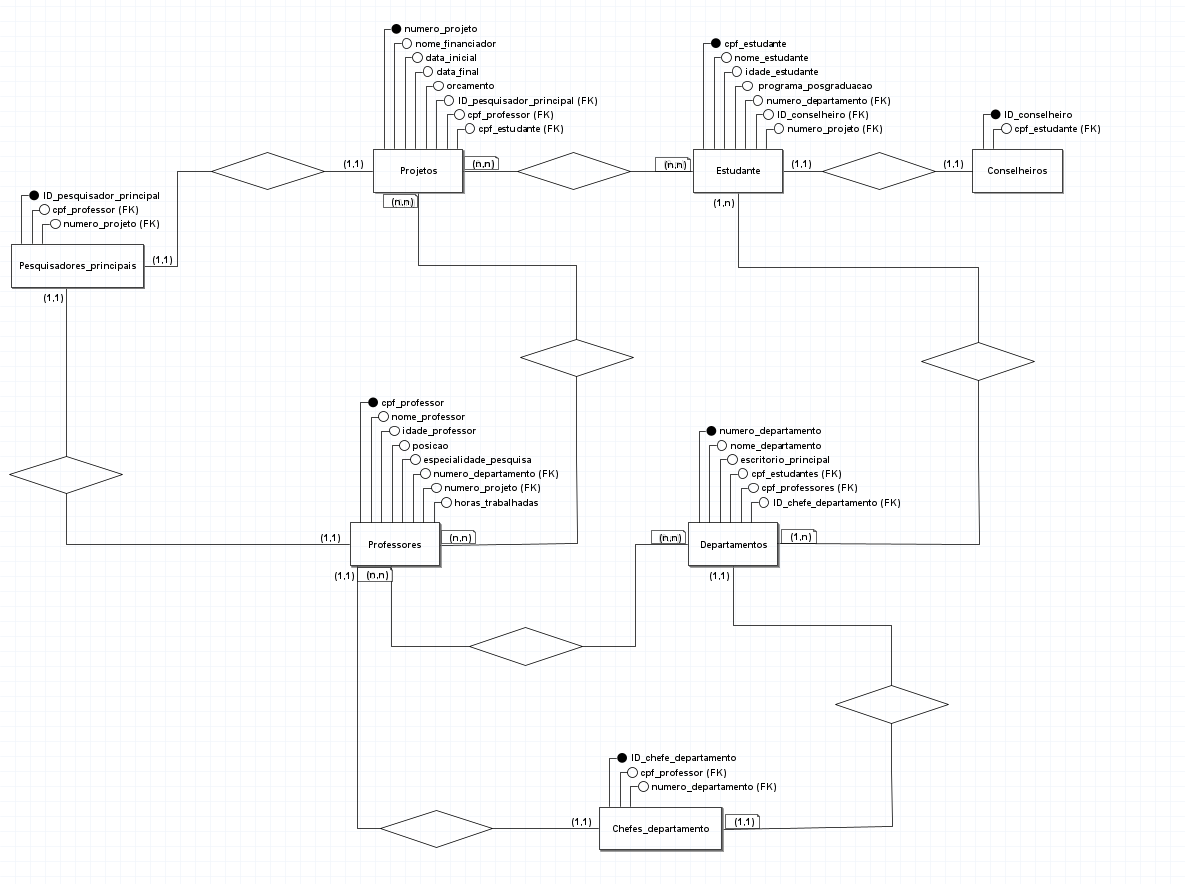 numero_projeto
nome_financiador
data_inicial
data_final
orcamento
ID_pesquisador_principal (FK)
cpf_professor (FK)
cpf_estudante (FK)
(1,1)
Projetos
(n,n)
(n,n)
cpf_estudante
nome_estudante
idade_estudante
programa_posgraduacao
numero_departamento (FK)
ID_conselheiro (FK)
numero_projeto (FK)
(n,n)
Estudante
(1,1)
(1,n)
ID_conselheiro
cpf_estudante (FK)
(1,1)
Conselheiros
ID_pesquisador_principal
cpf_professor (FK)
numero_projeto (FK)
Pesquisadores_principais
(1,1)
(1,1)
cpf_professor
nome_professor
idade_professor
posicao
especialidade_pesquisa
numero_departamento (FK)
numero_projeto (FK)
horas_trabalhadas
(1,1)
Professores
(n,n)
(1,1)
(n,n)
numero_departamento
nome_departamento
escritorio_principal
cpf_estudantes (FK)
cpf_professores (FK)
ID_chefe_departamento (FK)
(n,n)
Departamentos
(1,n)
(1,1)
ID_chefe_departamento
cpf_professor (FK)
numero_departamento (FK)
(1,1)
Chefes_departamento
(1,1)